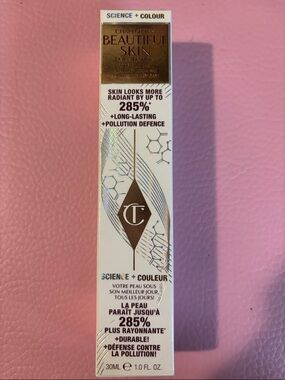 SCIENCE + COLOUR
BEAUTIFUL
SKIN
SKIN LOOKS MORE
RADIANT BY UP TO
285%*
+LONG-LASTING
+POLLUTION DEFENCE
CT
SCIENCE + COULEUR
VOTRE PEAU SOUS
SON MEILLEUR JOUR,
TOUS LES JOURS!
LA PEAU
PARAÎT JUSQU'À
285%
PLUS RAYONNANTE*
+DURABLE!
+DÉFENSE CONTRE
LA POLLUTION!
30ML ℮ 1.0 FL. OZ.